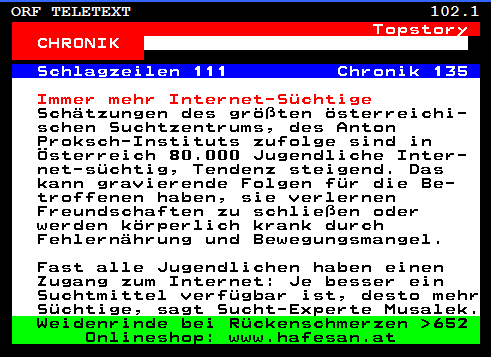 ORF TELETEXT 102.1
Topstory
CHRONIK
Schlagzeilen 111 Chronik 135
Immer mehr Internet-Süchtige
Schätzungen des größten österreichi-
schen Suchtzentrums, des Anton
Proksch-Instituts zufolge sind in
Österreich 80.000 Jugendliche Inter-
net-süchtig, Tendenz steigend. Das
kann gravierende Folgen für die Be-
troffenen haben, sie verlernen
Freundschaften zu schließen oder
werden körperlich krank durch
Fehlernährung und Bewegungsmangel.
Fast alle Jugendlichen haben einen
Zugang zum Internet: Je besser ein
Suchtmittel verfügbar ist, desto mehr
Süchtige, sagt Sucht-Experte Musalek.
Weidenrinde bei Rückenschmerzen >652
Onlineshop: www.hafesan.at